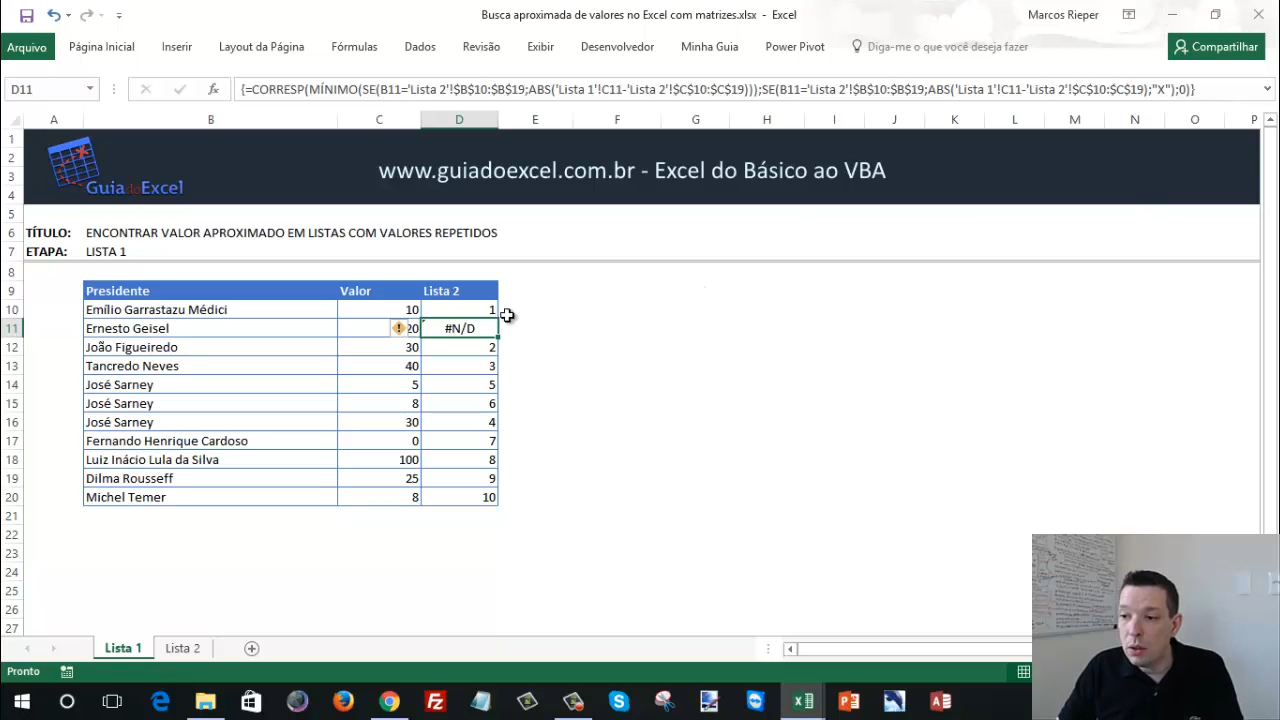 Busca aproximada de valores no Excel com matrizes.xlsx - Excel
Marcos Rieper
Arquivo Página Inicial Inserir Layout da Página Fórmulas Dados Revisão Exibir Desenvolvedor Minha Guia Power Pivot Diga-me o que você deseja fazer Compartilhar
D11 fx {=CORRESP(MÍNIMO(SE(B11='Lista 2'!$B$10:$B$19;ABS('Lista 1'!C11-'Lista 2'!$C$10:$C$19)));SE(B11='Lista 2'!$B$10:$B$19;ABS('Lista 1'!C11-'Lista 2'!$C$10:$C$19);"X");0)}
A B C D E F G H I J K L M N O P
1
2
3 www.guiadoexcel.com.br - Excel do Básico ao VBA
4 GuiadoExcel
5
6 TÍTULO: ENCONTRAR VALOR APROXIMADO EM LISTAS COM VALORES REPETIDOS
7 ETAPA: LISTA 1
8
9 Presidente Valor Lista 2
10 Emílio Garrastazu Médici 10 1
11 Ernesto Geisel 20 #N/D
12 João Figueiredo 30 2
13 Tancredo Neves 40 3
14 José Sarney 5 5
15 José Sarney 8 6
16 José Sarney 30 4
17 Fernando Henrique Cardoso 0 7
18 Luiz Inácio Lula da Silva 100 8
19 Dilma Rousseff 25 9
20 Michel Temer 8 10
21
22
23
24
25
26
27
Lista 1 Lista 2
Pronto